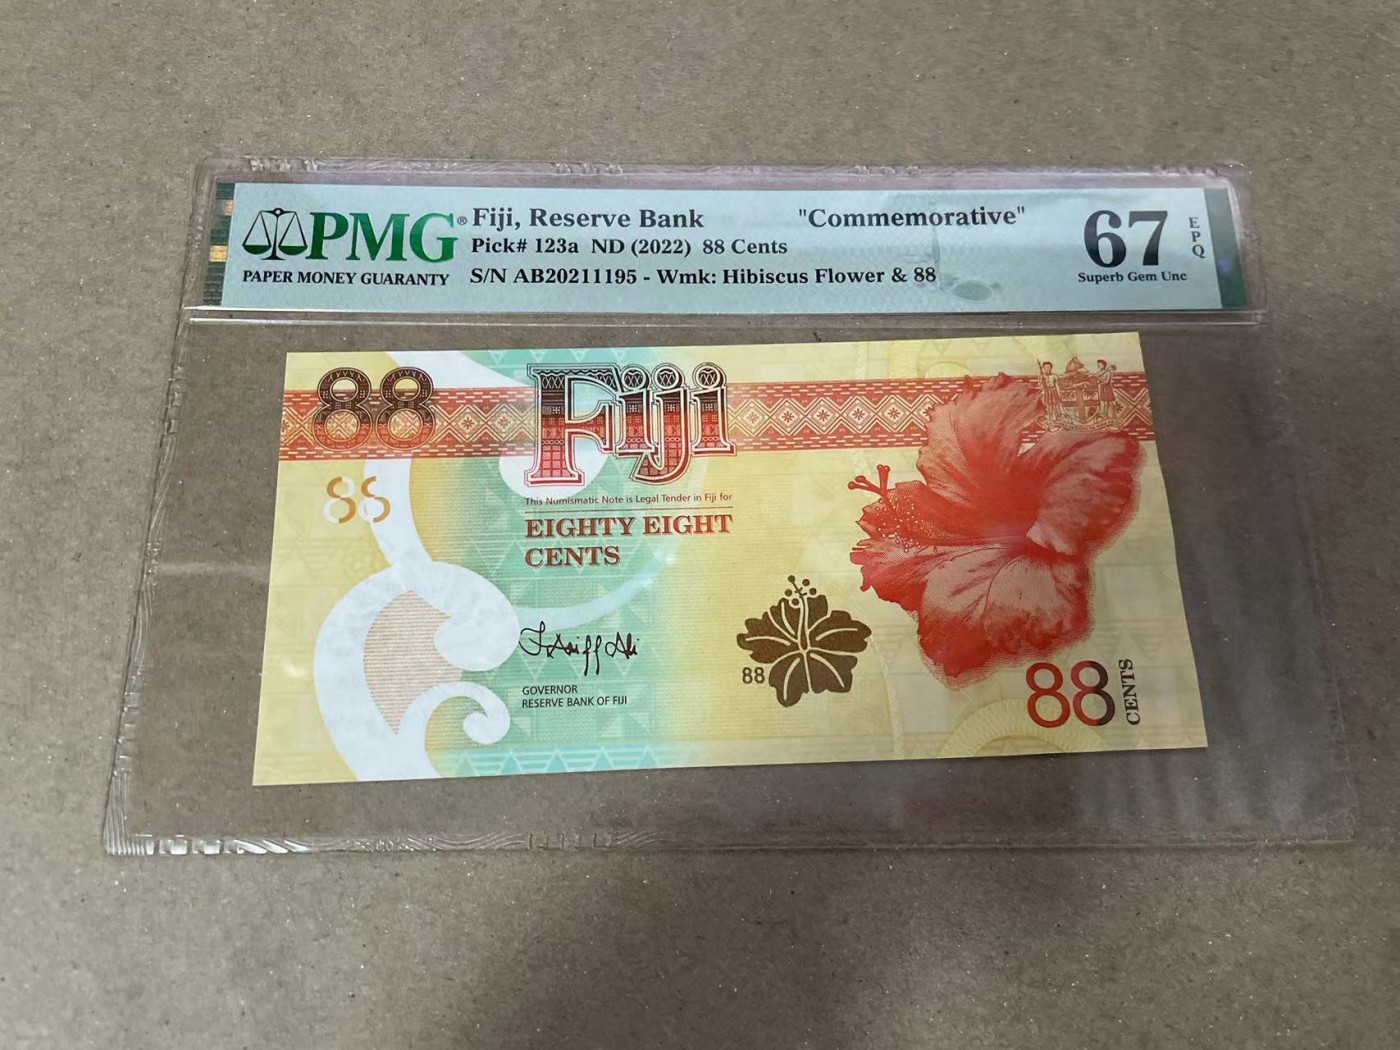 PMG®
PAPER MONEY GUARANTY
Fiji, Reserve Bank "Commemorative"
Pick# 123a ND (2022) 88 Cents
S/N AB20211195 - Wmk: Hibiscus Flower & 88
67
EPQ
Superb Gem Unc
88
Fiji
88
This Numismatic Note is Legal Tender in Fiji for
EIGHTY EIGHT
CENTS
GOVERNOR
RESERVE BANK OF FIJI
88
88
CENTS